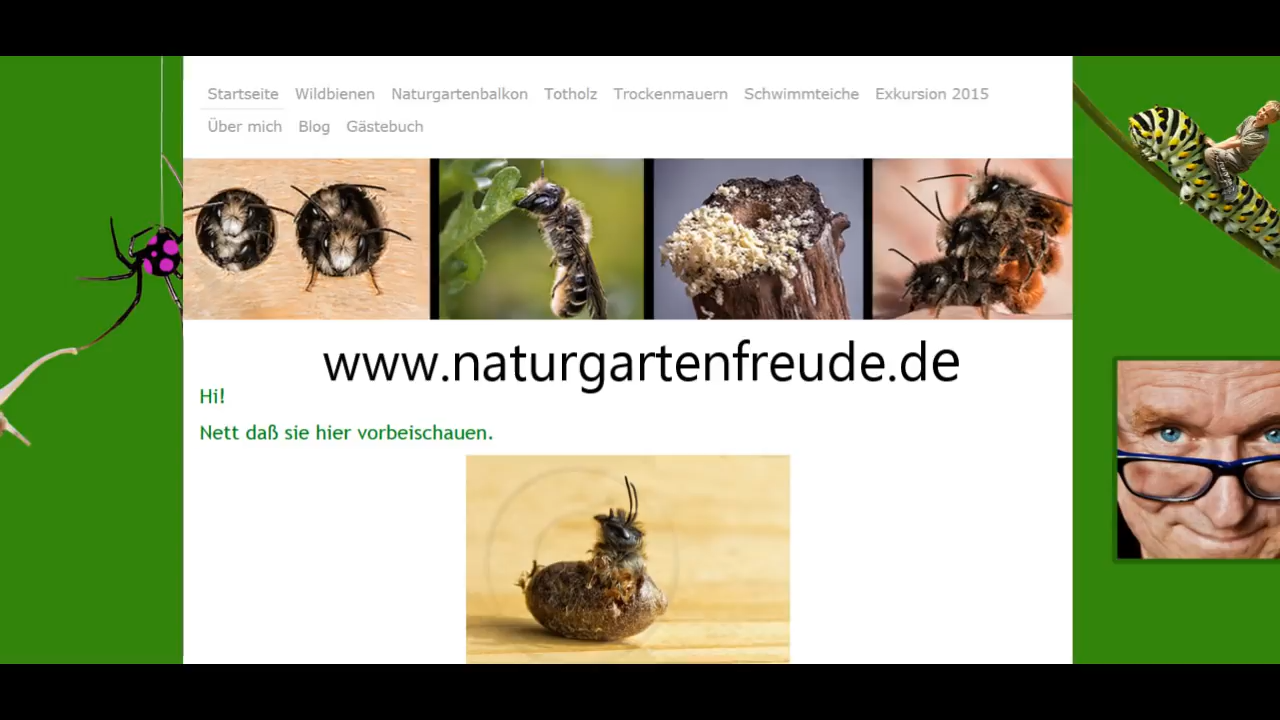 Startseite Wildbienen Naturgartenbalkon Totholz Trockenmauern Schwimmteiche Exkursion 2015
Über mich Blog Gästebuch
www.naturgartenfreude.de
Hi!
Nett daß sie hier vorbeischauen.